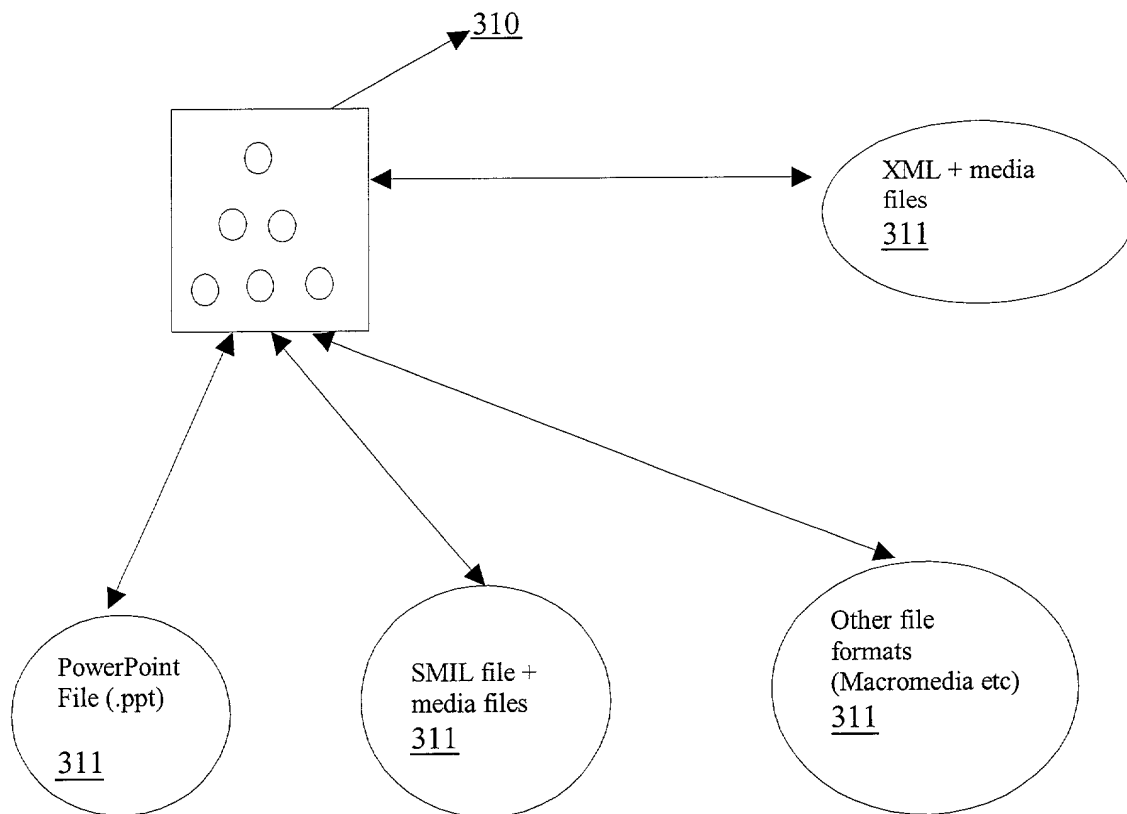 310
XML + media
files
311
PowerPoint
File (.ppt)
311
SMIL file +
media files
311
Other file
formats
(Macromedia etc)
311